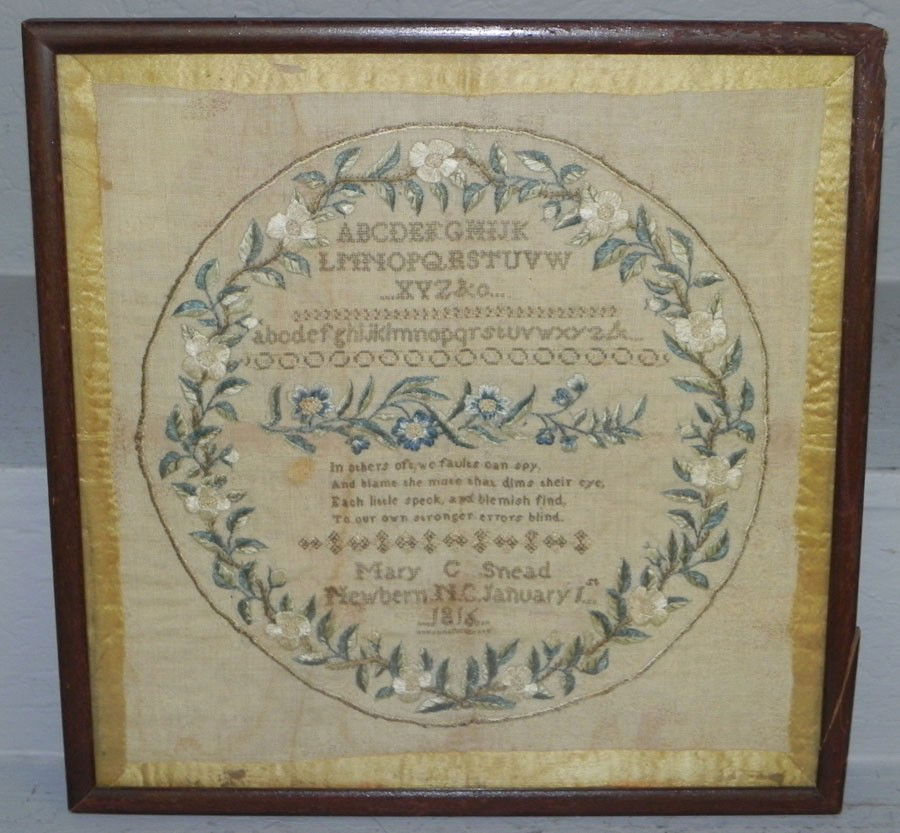 ABCDEFGHIJK
LMNOPQRSTUVW
XYZ&c
abcdefghijklmnopqrstuvwxyz&c
In others oft, we faults can spy,
And blame the mote that dims their eye,
Each little speck, and blemish find,
To our own stronger errors blind.
Mary C Snead
Newbern N.C. January 1st
1816